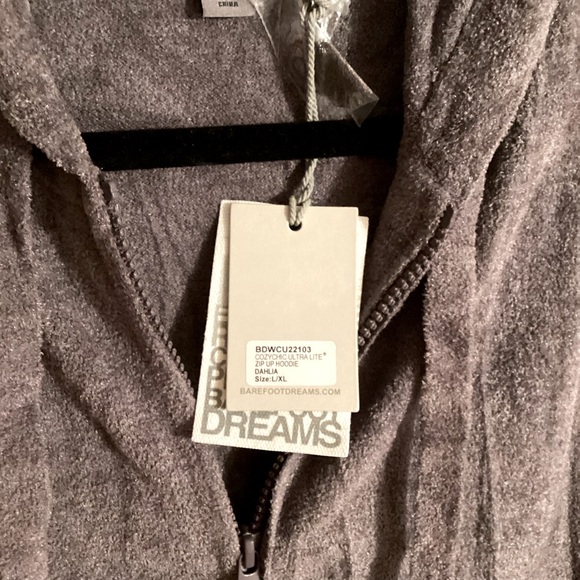 CHINA
BDWCU22103
COZYCHIC ULTRA LITE®
ZIP UP HOODIE
DAHLIA
Size:L/XL
BAREFOOTDREAMS.COM
DREAMS